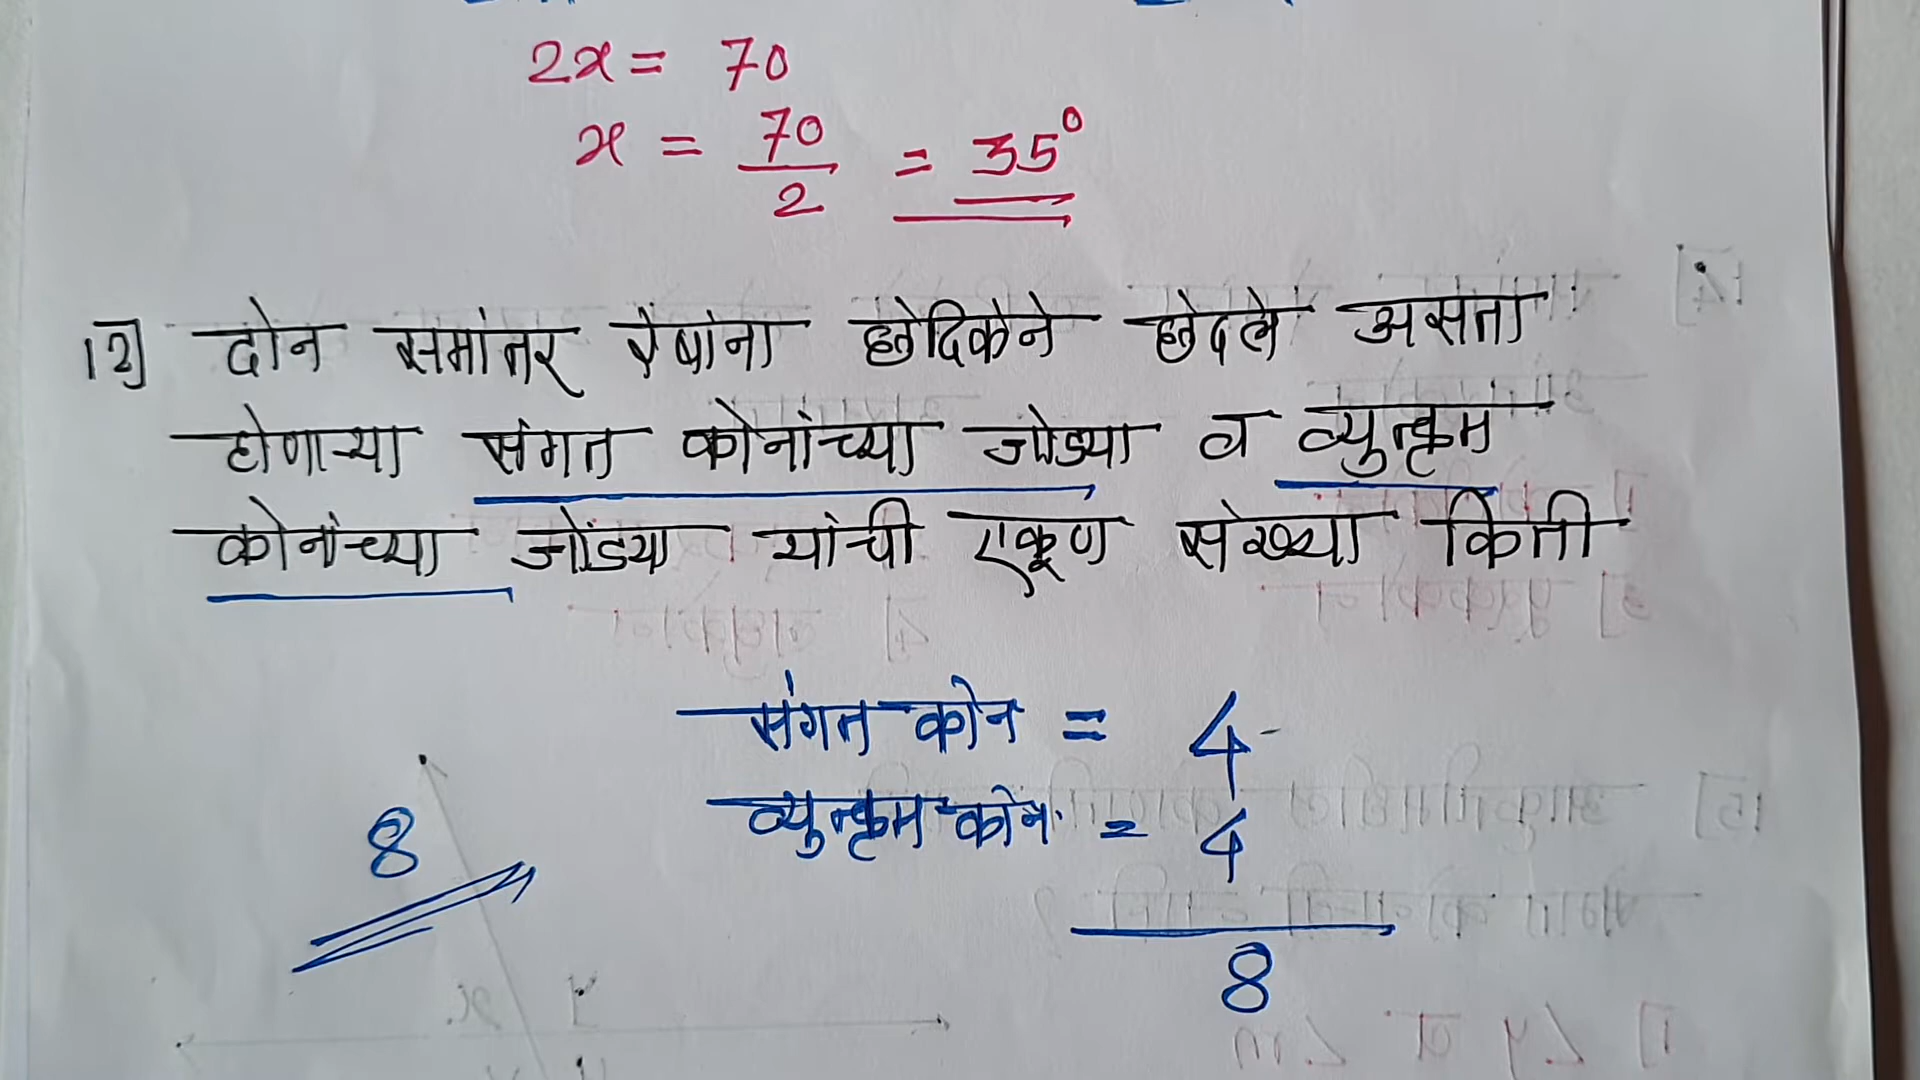 2x = 70
x = 70/2 = 35°
12] दोन समांतर रेषांना छेदिकेने छेदले असता
होणाऱ्या संगत कोनांच्या जोड्या व व्युत्क्रम
कोनांच्या जोड्या यांची एकूण संख्या किती
संगत कोन = 4
व्युत्क्रम कोन = 4
8
8